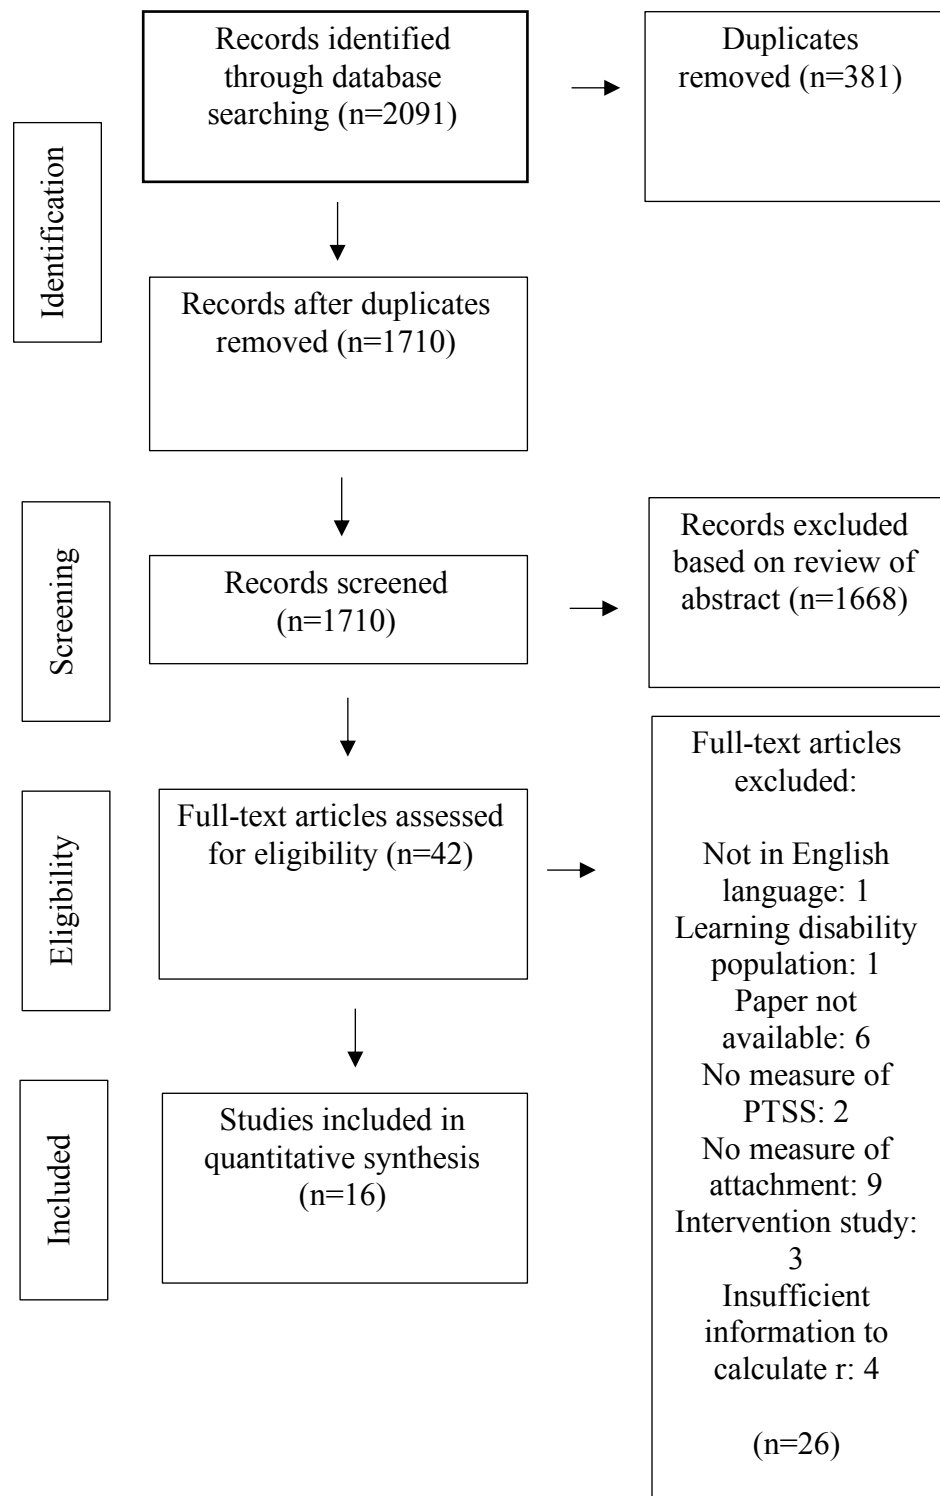 Records identified
through database
searching (n=2091)
Duplicates
removed (n=381)
Identification
Records after duplicates
removed (n=1710)
Screening
Records screened
(n=1710)
Records excluded
based on review of
abstract (n=1668)
Eligibility
Full-text articles assessed
for eligibility (n=42)
Full-text articles
excluded:
Not in English
language: 1
Learning disability
population: 1
Paper not
available: 6
No measure of
PTSS: 2
No measure of
attachment: 9
Intervention study:
3
Insufficient
information to
calculate r: 4
(n=26)
Included
Studies included in
quantitative synthesis
(n=16)